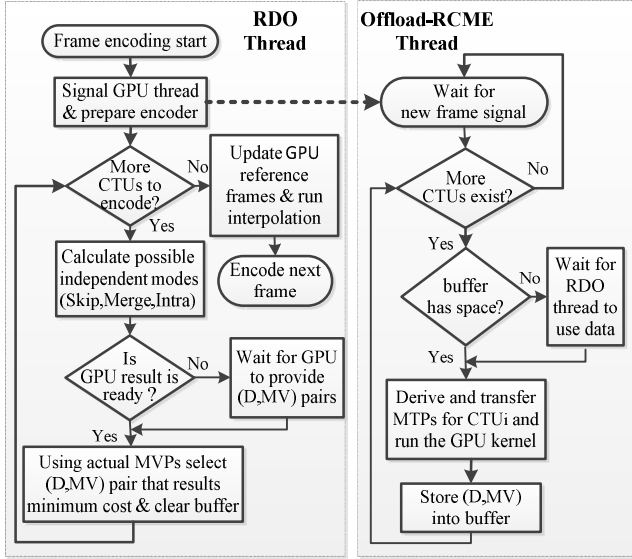 RDO
Thread
Frame encoding start
Signal GPU thread
& prepare encoder
More
CTUs to
encode?
No
Update GPU
reference
frames & run
interpolation
Yes
Encode next
frame
Calculate possible
independent modes
(Skip,Merge,Intra)
Is
GPU result is
ready ?
No
Wait for GPU
to provide
(D,MV) pairs
Yes
Using actual MVPs select
(D,MV) pair that results
minimum cost & clear buffer
Offload-RCME
Thread
Wait for
new frame signal
More
CTUs exist?
No
Yes
buffer
has space?
No
Wait for
RDO
thread to
use data
Yes
Derive and transfer
MTPs for CTUi and
run the GPU kernel
Store (D,MV)
into buffer